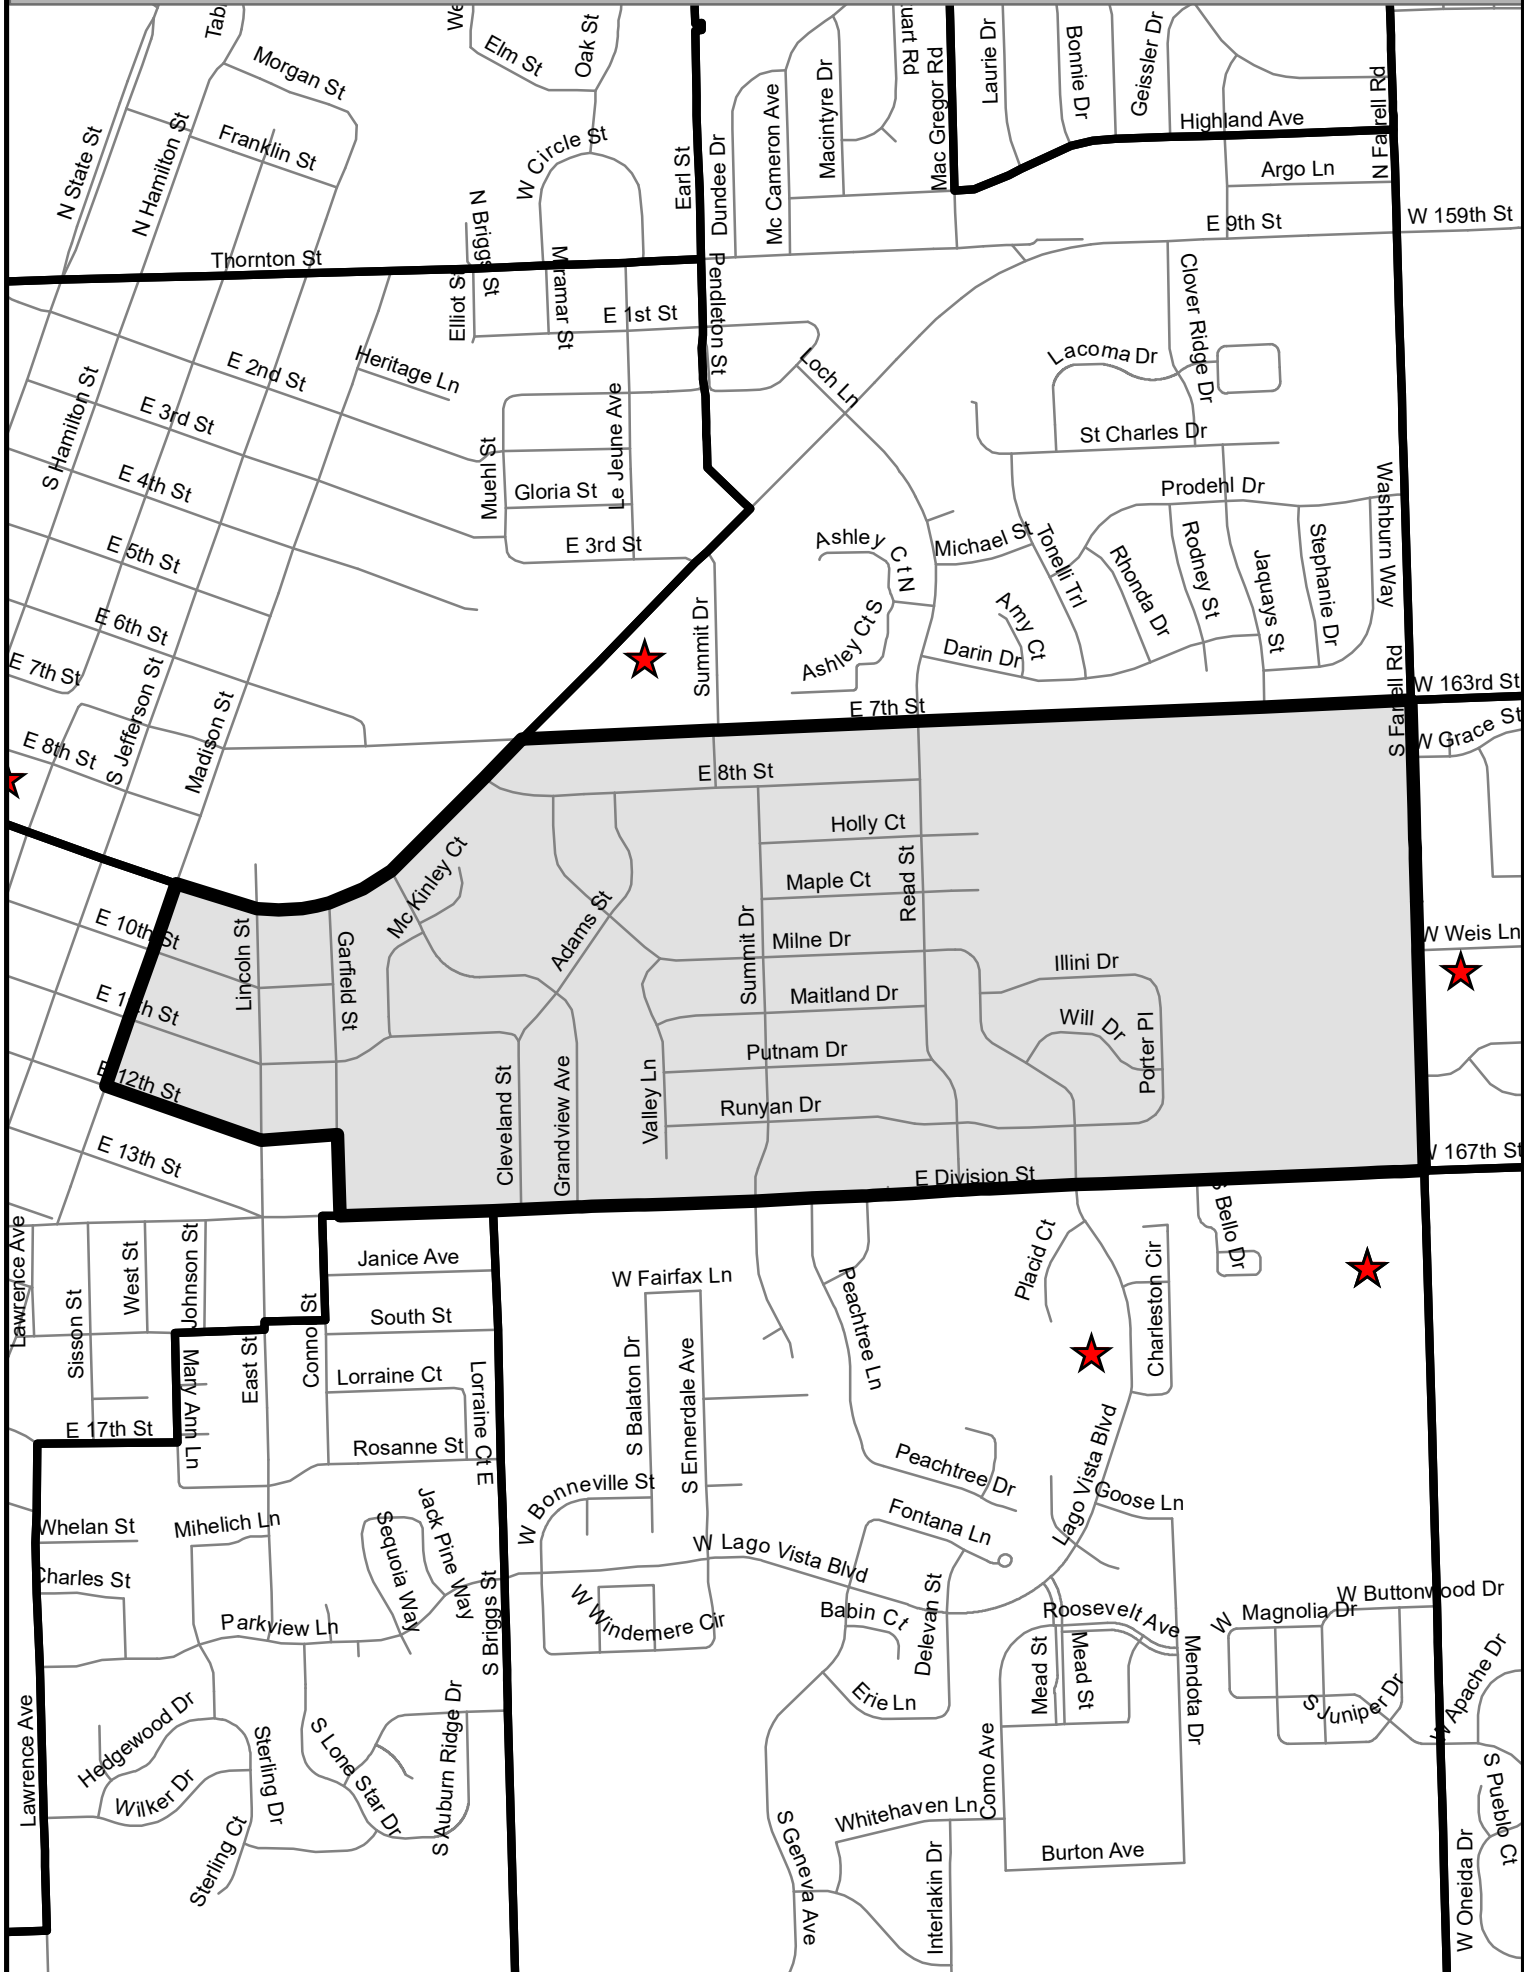 Morgan St
Elm St
Oak St
Mac Gregor Rd
Laurie Dr
Bonnie Dr
Geissler Dr
N State St
N Hamilton St
Franklin St
W Circle St
Earl St
Dundee Dr
Mc Cameron Ave
Macintyre Dr
Highland Ave
Argo Ln
E 9th St
W 159th St
Thornton St
N Briggs St
Elliot St
Miramar St
E 1st St
Pendleton St
Loch Ln
Clover Ridge Dr
Lacoma Dr
St Charles Dr
Heritage Ln
E 2nd St
E 3rd St
E 4th St
E 5th St
E 6th St
E 7th St
E 8th St
S Hamilton St
S Jefferson St
Madison St
Muehl St
Le Jeune Ave
Gloria St
E 3rd St
Summit Dr
Ashley Ct N
Ashley Ct S
Michael St
Amy Ct
Darin Dr
Tonelli Trl
Rhonda Dr
Rodney St
Jaquays St
Stephanie Dr
Prodehl Dr
Washburn Way
E 7th St
W 163rd St
W Grace St
E 8th St
Holly Ct
Maple Ct
Read St
Mc Kinley Ct
Adams St
Summit Dr
Milne Dr
Maitland Dr
Putnam Dr
Runyan Dr
Illini Dr
Will Dr
Porter Pl
W Weis Ln
E 10th St
E 12th St
E 13th St
Lincoln St
Garfield St
Cleveland St
Grandview Ave
Valley Ln
E Division St
W 167th St
Lawrence Ave
Sisson St
West St
Johnson St
Mary Ann Ln
East St
Janice Ave
South St
Lorraine Ct
Lorraine Ct E
Rosanne St
E 17th St
W Fairfax Ln
S Balaton Dr
S Ennerdale Ave
Peachtree Ln
Peachtree Dr
Placid Ct
Charleston Cir
S Bello Dr
Lago Vista Blvd
Goose Ln
Fontana Ln
Whelan St
Mihelich Ln
Charles St
Parkview Ln
Sequoia Way
Jack Pine Way
S Briggs St
W Bonneville St
W Lago Vista Blvd
W Windemere Cir
Babin Ct
Delevan St
Erie Ln
Roosevelt Ave
Mead St
Mead St
Mendota Dr
W Magnolia Dr
W Buttonwood Dr
S Juniper Dr
W Apache Dr
S Pueblo Ct
W Oneida Dr
Lawrence Ave
Hedgewood Dr
Wilker Dr
Sterling Dr
Sterling Ct
S Lone Star Dr
S Auburn Ridge Dr
S Geneva Ave
Whitehaven Ln
Interlakin Dr
Como Ave
Burton Ave